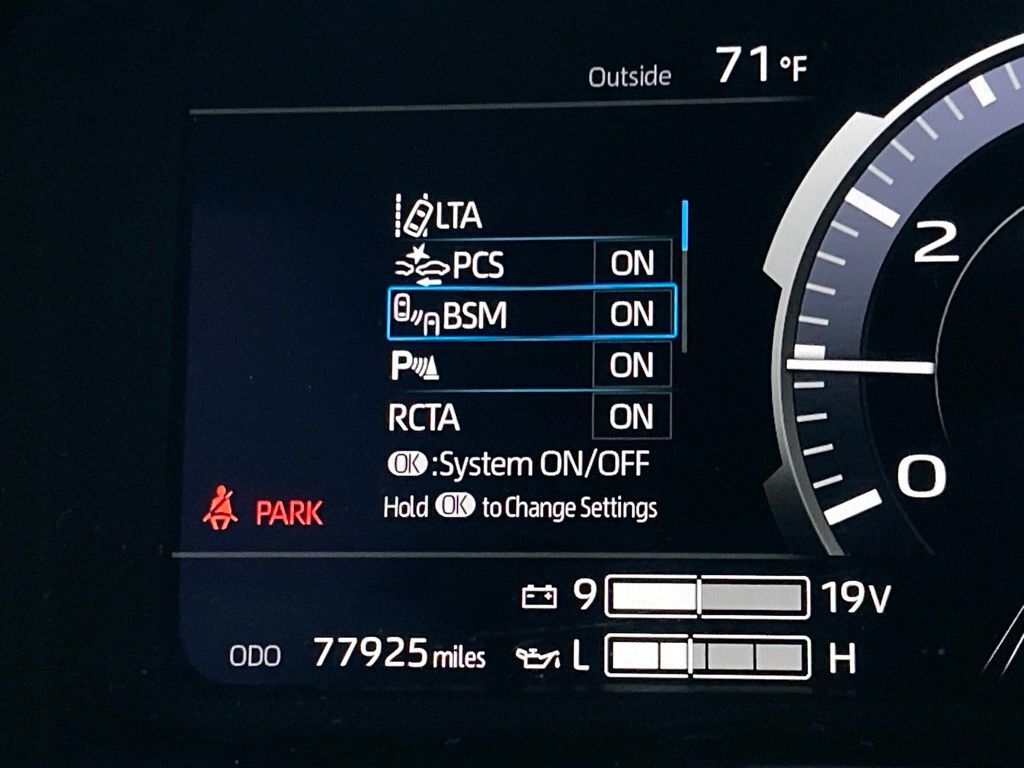 Outside 71 °F
LTA
PCS ON
BSM ON
P ON
RCTA ON
OK :System ON/OFF
Hold OK to Change Settings
PARK
2
0
9 19V
ODO 77925 miles L H